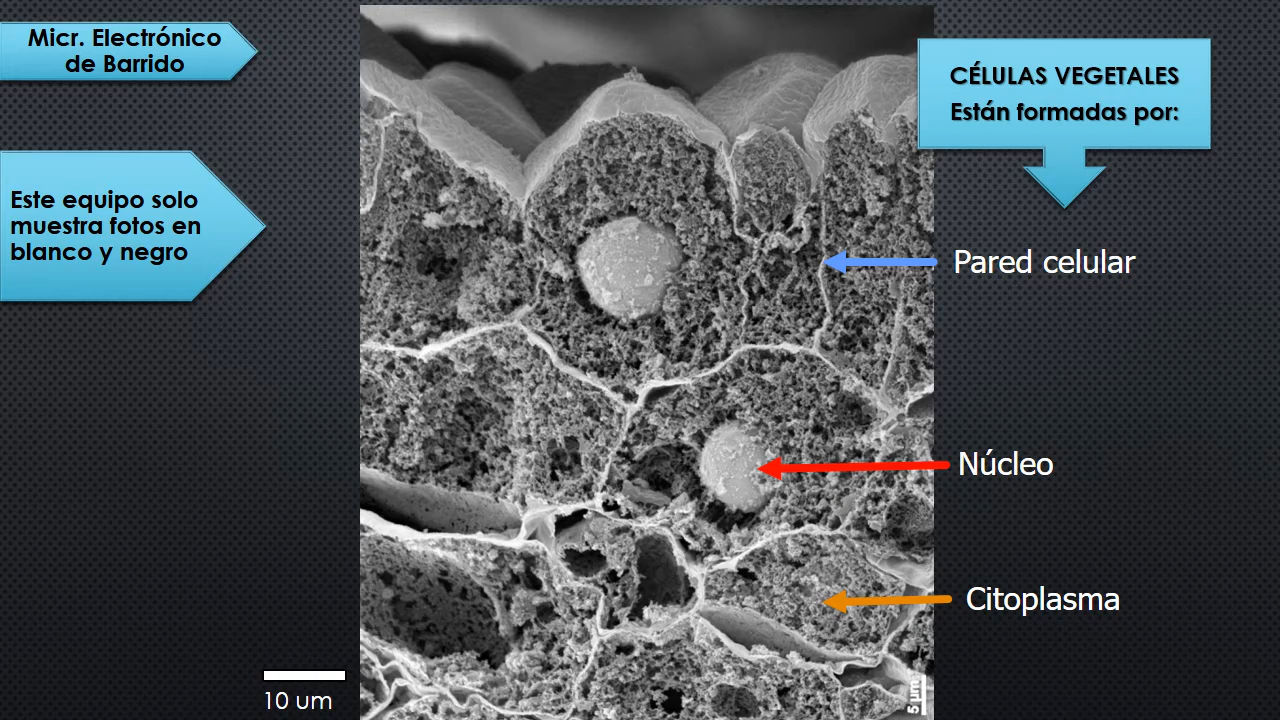 Micr. Electrónico
de Barrido
Este equipo solo
muestra fotos en
blanco y negro
CÉLULAS VEGETALES
Están formadas por:
Pared celular
Núcleo
Citoplasma
10 um
5 µm